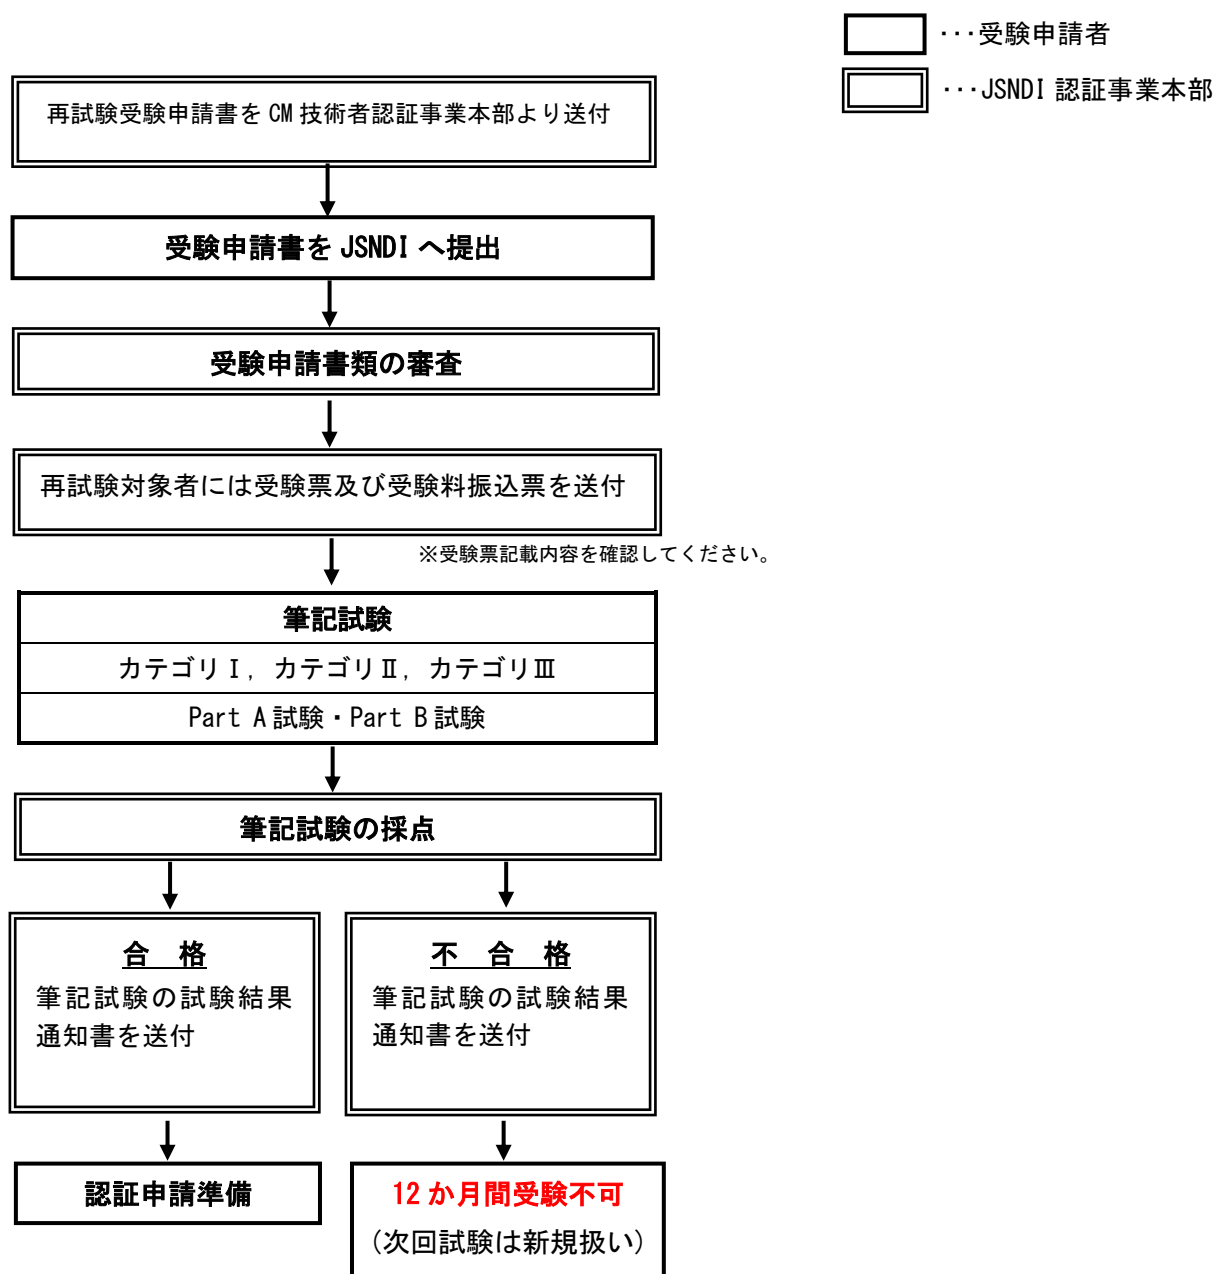 ･･･受験申請者
･･･JSNDI 認証事業本部
再試験受験申請書を CM 技術者認証事業本部より送付
受験申請書を JSNDI へ提出
受験申請書類の審査
再試験対象者には受験票及び受験料振込票を送付
※受験票記載内容を確認してください。
筆記試験
カテゴリⅠ, カテゴリⅡ, カテゴリⅢ
Part A 試験・Part B 試験
筆記試験の採点
合　格
筆記試験の試験結果
通知書を送付
不　合　格
筆記試験の試験結果
通知書を送付
認証申請準備
12 か月間受験不可
(次回試験は新規扱い)